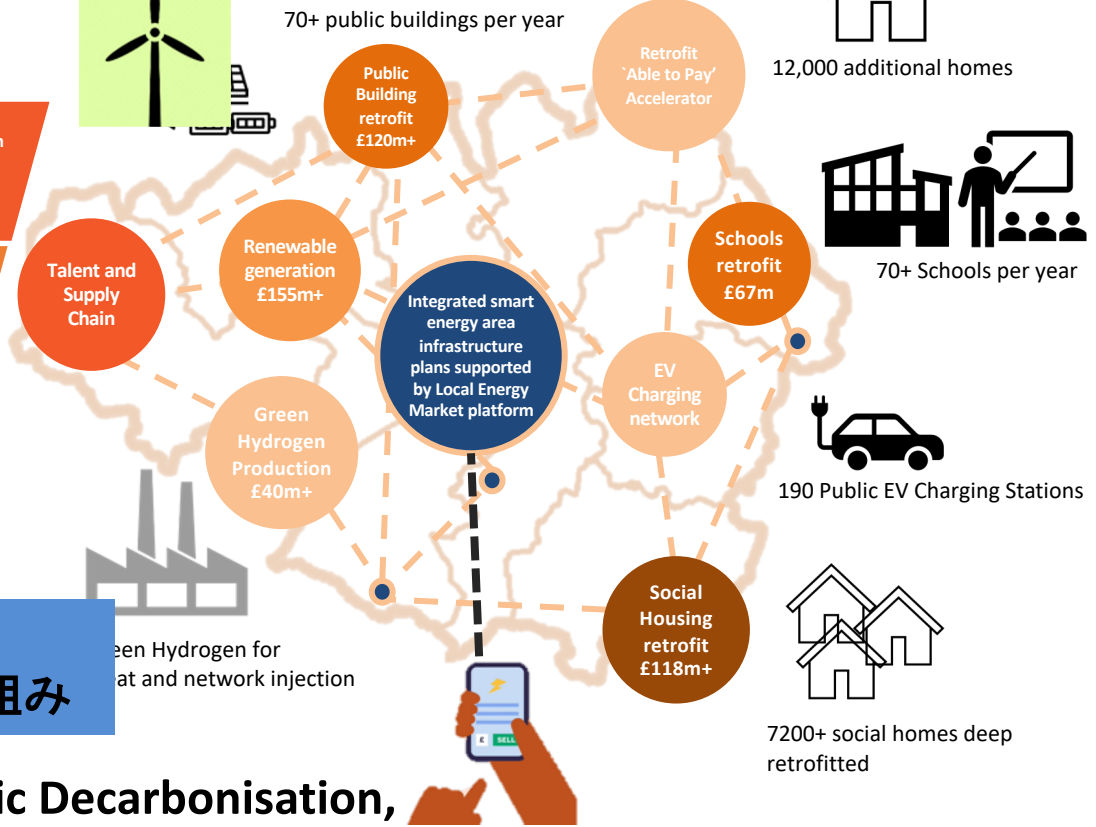 70+ public buildings per year
Public
Building
retrofit
£120m+
Retrofit
`Able to Pay'
Accelerator
12,000 additional homes
Talent and
Supply
Chain
Renewable
generation
£155m+
Integrated smart
energy area
infrastructure
plans supported
by Local Energy
Market platform
Schools
retrofit
£67m
70+ Schools per year
Green
Hydrogen
Production
£40m+
EV
Charging
network
190 Public EV Charging Stations
Social
Housing
retrofit
£118m+
een Hydrogen for
at and network injection
組み
£ SELL
7200+ social homes deep
retrofitted
ic Decarbonisation,